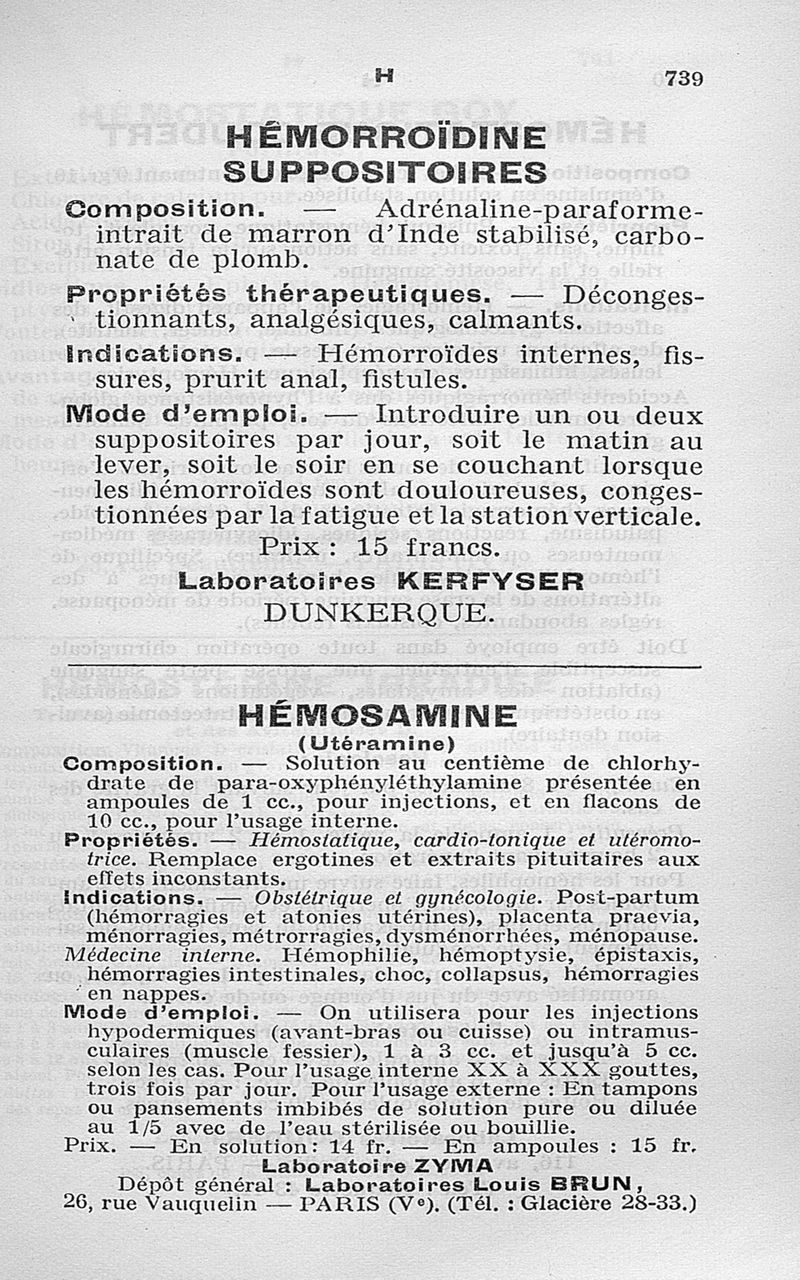 H
739
HÉMORROÏDINE
SUPPOSITOIRES
Composition. — Adrénaline-paraforme-
intrait de marron d'Inde stabilisé, carbo-
nate de plomb.
Propriétés thérapeutiques. — Déconges-
tionnants, analgésiques, calmants.
Indications. — Hémorroïdes internes, fis-
sures, prurit anal, fistules.
Mode d'emploi. — Introduire un ou deux
suppositoires par jour, soit le matin au
lever, soit le soir en se couchant lorsque
les hémorroïdes sont douloureuses, conges-
tionnées par la fatigue et la station verticale.
Prix : 15 francs.
Laboratoires KERFYSER
DUNKERQUE.
HÉMOSAMINE
(Utéramine)
Composition. — Solution au centième de chlorhy-
drate de para-oxyphényléthylamine présentée en
ampoules de 1 cc., pour injections, et en flacons de
10 cc., pour l'usage interne.
Propriétés. — Hémostatique, cardio-tonique et utéromo-
trice. Remplace ergotines et extraits pituitaires aux
effets inconstants.
Indications. — Obstétrique et gynécologie. Post-partum
(hémorragies et atonies utérines), placenta praevia,
ménorragies, métrorragies, dysménorrhées, ménopause.
Médecine interne. Hémophilie, hémoptysie, épistaxis,
hémorragies intestinales, choc, collapsus, hémorragies
en nappes.
Mode d'emploi. — On utilisera pour les injections
hypodermiques (avant-bras ou cuisse) ou intramus-
culaires (muscle fessier), 1 à 3 cc. et jusqu'à 5 cc.
selon les cas. Pour l'usage interne XX à XXX gouttes,
trois fois par jour. Pour l'usage externe : En tampons
ou pansements imbibés de solution pure ou diluée
au 1/5 avec de l'eau stérilisée ou bouillie.
Prix. — En solution : 14 fr. — En ampoules : 15 fr.
Laboratoire ZYMA
Dépôt général : Laboratoires Louis BRUN,
26, rue Vauquelin — PARIS (Ve). (Tél. : Glacière 28-33.)